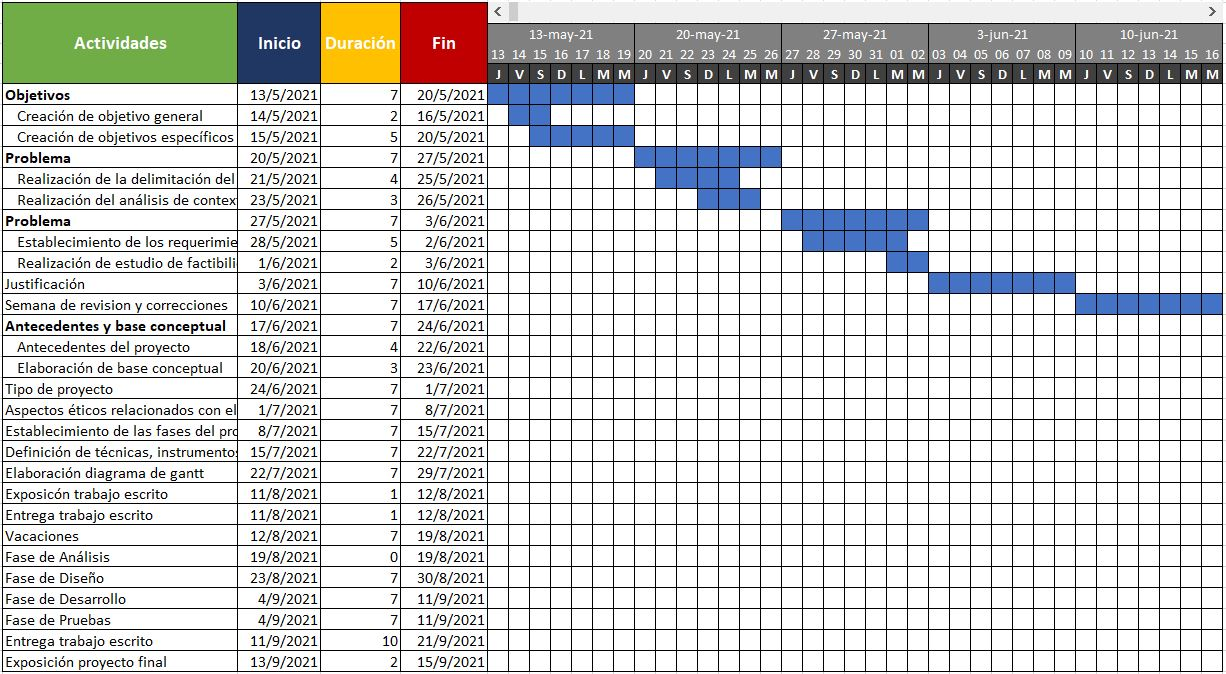 Actividades Inicio Duración Fin
13-may-21 20-may-21 27-may-21 3-jun-21 10-jun-21
13 14 15 16 17 18 19 20 21 22 23 24 25 26 27 28 29 30 31 01 02 03 04 05 06 07 08 09 10 11 12 13 14 15 16
J V S D L M M J V S D L M M J V S D L M M J V S D L M M J V S D L M M
Objetivos 13/5/2021 7 20/5/2021
Creación de objetivo general 14/5/2021 2 16/5/2021
Creación de objetivos específicos 15/5/2021 5 20/5/2021
Problema 20/5/2021 7 27/5/2021
Realización de la delimitación del 21/5/2021 4 25/5/2021
Realización del análisis de contex 23/5/2021 3 26/5/2021
Problema 27/5/2021 7 3/6/2021
Establecimiento de los requerimie 28/5/2021 5 2/6/2021
Realización de estudio de factibili 1/6/2021 2 3/6/2021
Justificación 3/6/2021 7 10/6/2021
Semana de revision y correcciones 10/6/2021 7 17/6/2021
Antecedentes y base conceptual 17/6/2021 7 24/6/2021
Antecedentes del proyecto 18/6/2021 4 22/6/2021
Elaboración de base conceptual 20/6/2021 3 23/6/2021
Tipo de proyecto 24/6/2021 7 1/7/2021
Aspectos éticos relacionados con el 1/7/2021 7 8/7/2021
Establecimiento de las fases del pro 8/7/2021 7 15/7/2021
Definición de técnicas, instrumentos 15/7/2021 7 22/7/2021
Elaboración diagrama de gantt 22/7/2021 7 29/7/2021
Exposicón trabajo escrito 11/8/2021 1 12/8/2021
Entrega trabajo escrito 11/8/2021 1 12/8/2021
Vacaciones 12/8/2021 7 19/8/2021
Fase de Análisis 19/8/2021 0 19/8/2021
Fase de Diseño 23/8/2021 7 30/8/2021
Fase de Desarrollo 4/9/2021 7 11/9/2021
Fase de Pruebas 4/9/2021 7 11/9/2021
Entrega trabajo escrito 11/9/2021 10 21/9/2021
Exposición proyecto final 13/9/2021 2 15/9/2021